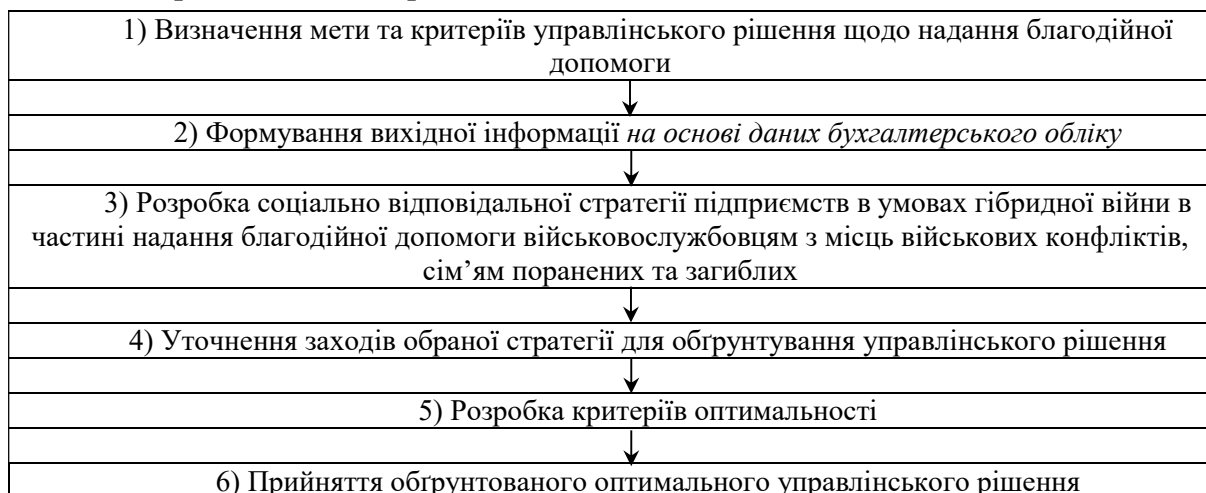 1) Визначення мети та критеріїв управлінського рішення щодо надання благодійної
допомоги
2) Формування вихідної інформації на основі даних бухгалтерського обліку
3) Розробка соціально відповідальної стратегії підприємств в умовах гібридної війни в
частині надання благодійної допомоги військовослужбовцям з місць військових конфліктів,
сім’ям поранених та загиблих
4) Уточнення заходів обраної стратегії для обґрунтування управлінського рішення
5) Розробка критеріїв оптимальності
6) Прийняття обґрунтованого оптимального управлінського рішення